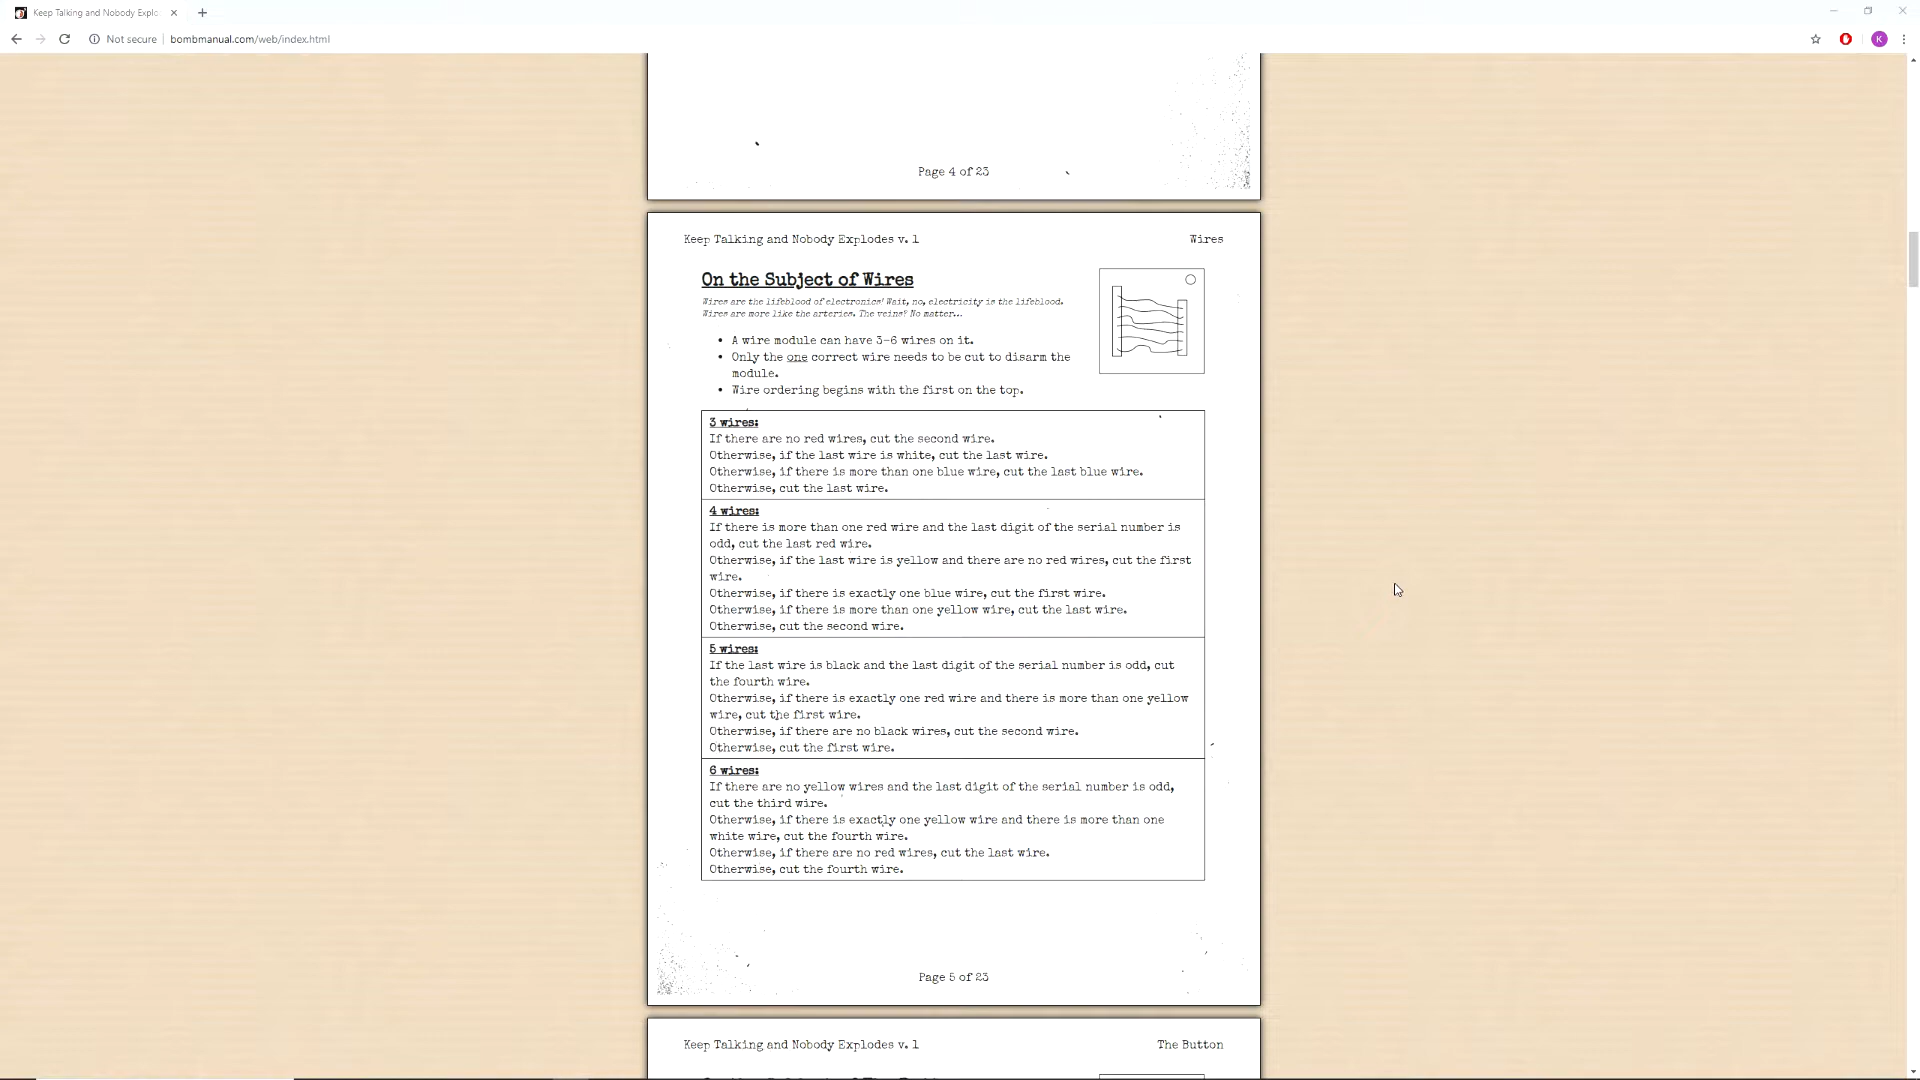 Keep Talking and Nobody Explo
Not secure
bombmanual.com/web/index.html
K
Page 4 of 23
Keep Talking and Nobody Explodes v. 1
Wires
On the Subject of Wires
Wires are the lifeblood of electronics! Wait, no, electricity is the lifeblood.
Wires are more like the arteries. The veins? No matter...
• A wire module can have 3-6 wires on it.
• Only the one correct wire needs to be cut to disarm the
module.
• Wire ordering begins with the first on the top.
3 wires:
If there are no red wires, cut the second wire.
Otherwise, if the last wire is white, cut the last wire.
Otherwise, if there is more than one blue wire, cut the last blue wire.
Otherwise, cut the last wire.
4 wires:
If there is more than one red wire and the last digit of the serial number is
odd, cut the last red wire.
Otherwise, if the last wire is yellow and there are no red wires, cut the first
wire.
Otherwise, if there is exactly one blue wire, cut the first wire.
Otherwise, if there is more than one yellow wire, cut the last wire.
Otherwise, cut the second wire.
5 wires:
If the last wire is black and the last digit of the serial number is odd, cut
the fourth wire.
Otherwise, if there is exactly one red wire and there is more than one yellow
wire, cut the first wire.
Otherwise, if there are no black wires, cut the second wire.
Otherwise, cut the first wire.
6 wires:
If there are no yellow wires and the last digit of the serial number is odd,
cut the third wire.
Otherwise, if there is exactly one yellow wire and there is more than one
white wire, cut the fourth wire.
Otherwise, if there are no red wires, cut the last wire.
Otherwise, cut the fourth wire.
Page 5 of 23
Keep Talking and Nobody Explodes v. 1
The Button